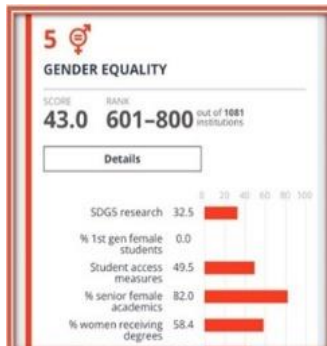 5
GENDER EQUALITY
SCORE RANK
43.0 601–800 out of 1081 institutions
Details
0 20 40 60 80 100
SDG5 research 32.5
% 1st gen female students 0.0
Student access measures 49.5
% senior female academics 82.0
% women receiving degrees 58.4